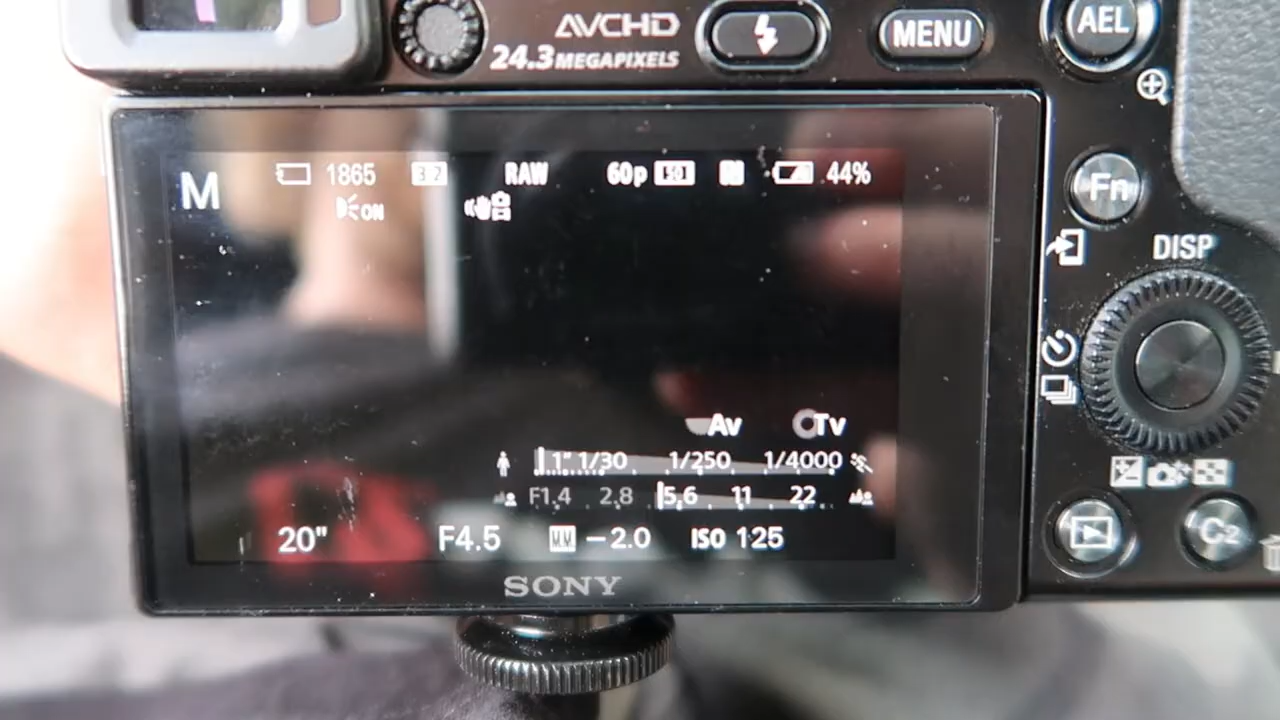 AVCHD
24.3 MEGAPIXELS
MENU
AEL
Fn
DISP
M 1865 3:2 RAW 60p 44%
ON
Av Tv
1" 1/30 1/250 1/4000
F1.4 2.8 5.6 11 22
20" F4.5 M.M. −2.0 ISO 125
SONY
C2